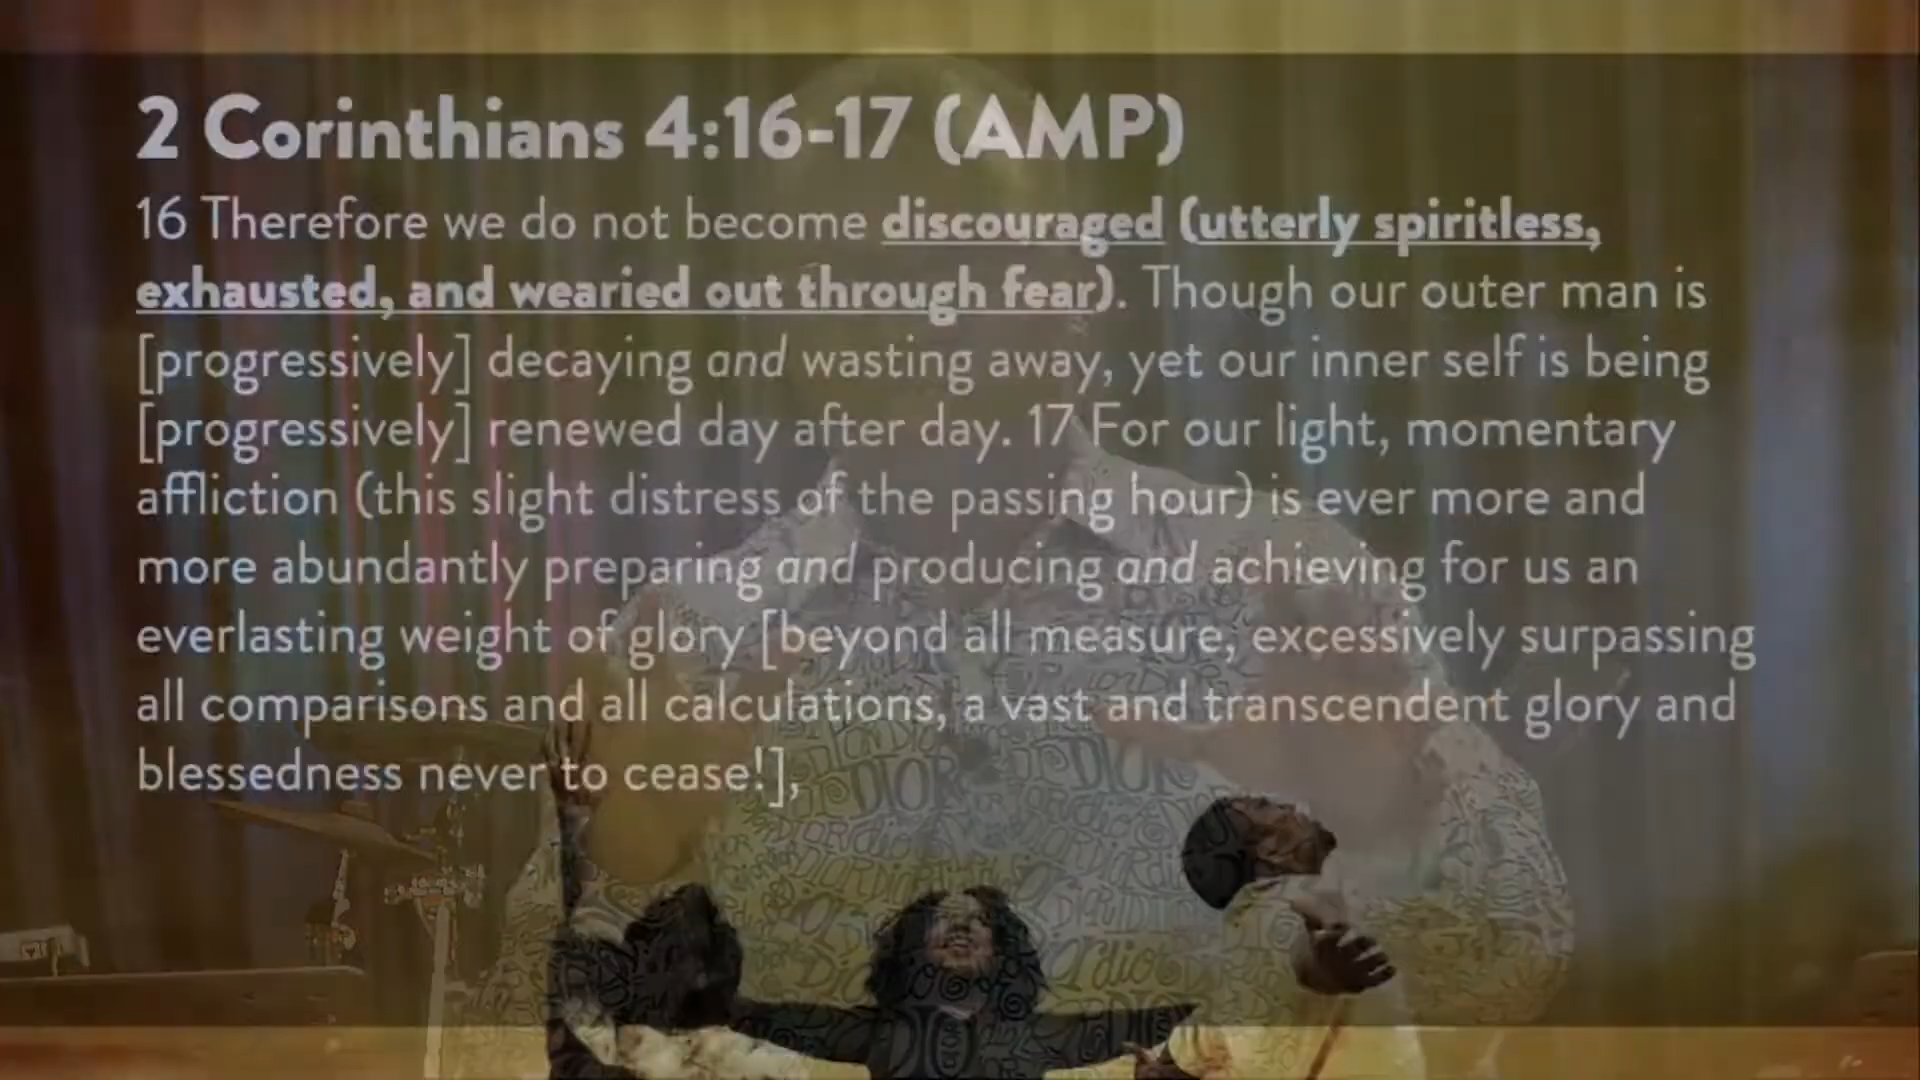 2 Corinthians 4:16-17 (AMP)
16 Therefore we do not become discouraged (utterly spiritless,
exhausted, and wearied out through fear). Though our outer man is
[progressively] decaying and wasting away, yet our inner self is being
[progressively] renewed day after day. 17 For our light, momentary
affliction (this slight distress of the passing hour) is ever more and
more abundantly preparing and producing and achieving for us an
everlasting weight of glory [beyond all measure, excessively surpassing
all comparisons and all calculations, a vast and transcendent glory and
blessedness never to cease!],
DIOR
DIOR